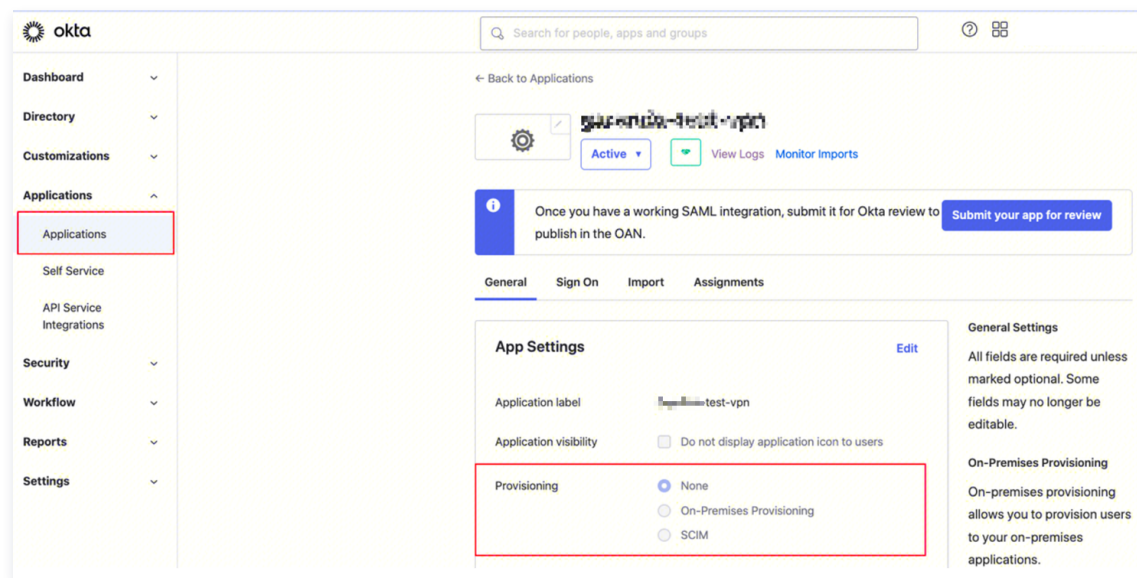 okta
Search for people, apps and groups
Dashboard
Directory
Customizations
Applications
Applications
Self Service
API Service
Integrations
Security
Workflow
Reports
Settings
← Back to Applications
Active
View Logs
Monitor Imports
Once you have a working SAML integration, submit it for Okta review to
publish in the OAN.
Submit your app for review
General
Sign On
Import
Assignments
App Settings
Edit
Application label
-test-vpn
Application visibility
Do not display application icon to users
Provisioning
None
On-Premises Provisioning
SCIM
General Settings
All fields are required unless
marked optional. Some
fields may no longer be
editable.
On-Premises Provisioning
On-premises provisioning
allows you to provision users
to your on-premises
applications.